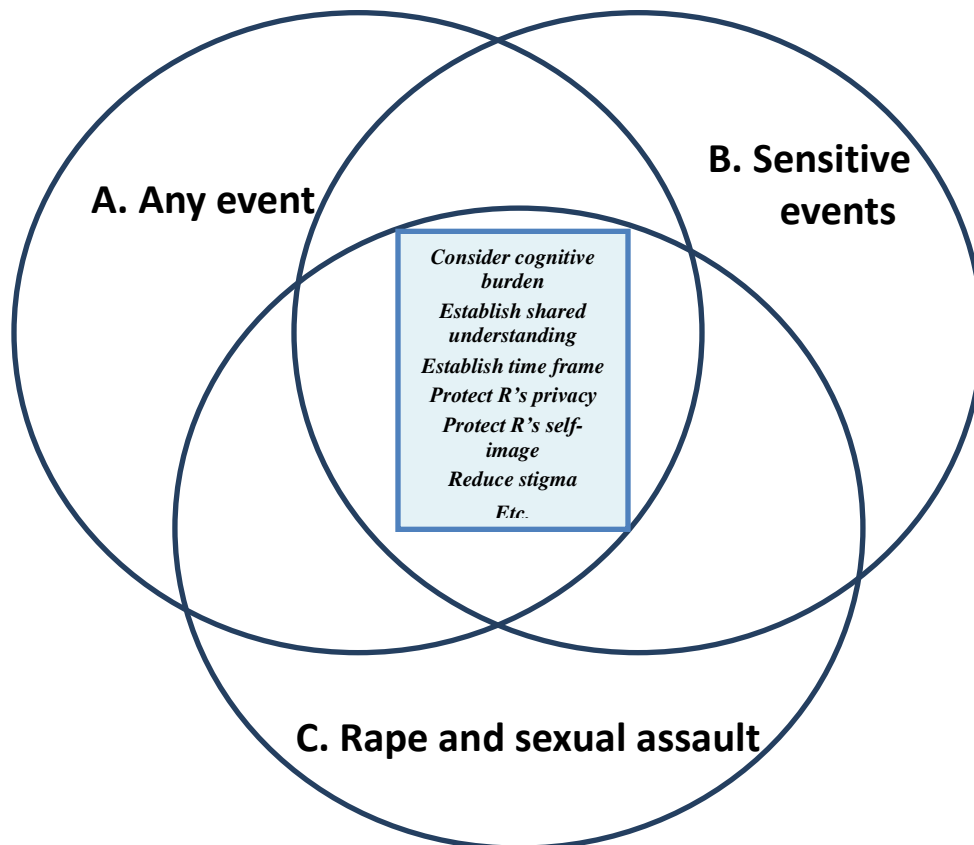 A. Any event
B. Sensitive
events
Consider cognitive
burden
Establish shared
understanding
Establish time frame
Protect R’s privacy
Protect R’s self-
image
Reduce stigma
Etc.
C. Rape and sexual assault